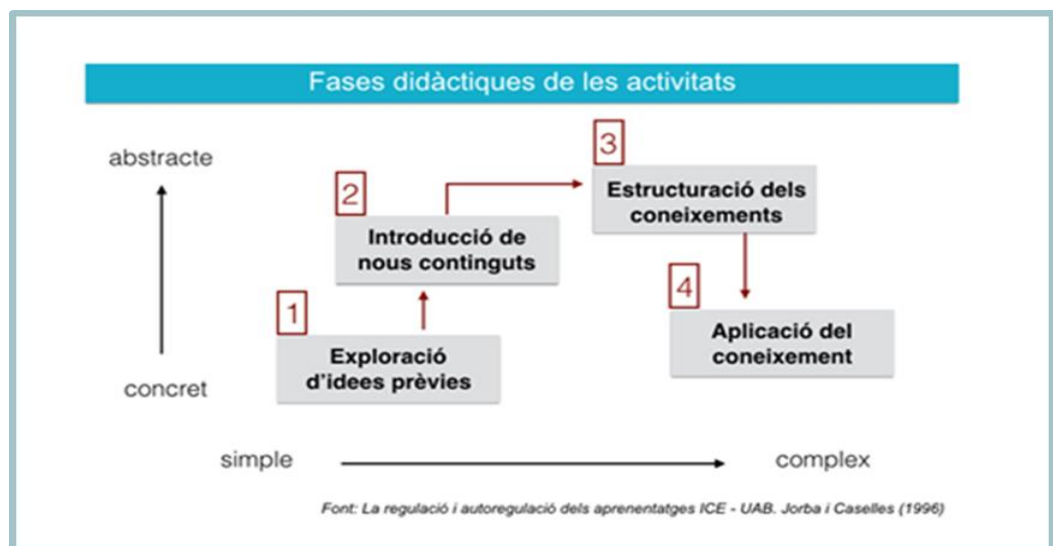 Fases didàctiques de les activitats
abstracte
3
Estructuració dels
coneixements
2
Introducció de
nous continguts
4
Aplicació del
coneixement
1
Exploració
d'idees prèvies
concret
simple
complex
Font: La regulació i autoregulació dels aprenentatges ICE - UAB. Jorba i Caselles (1996)